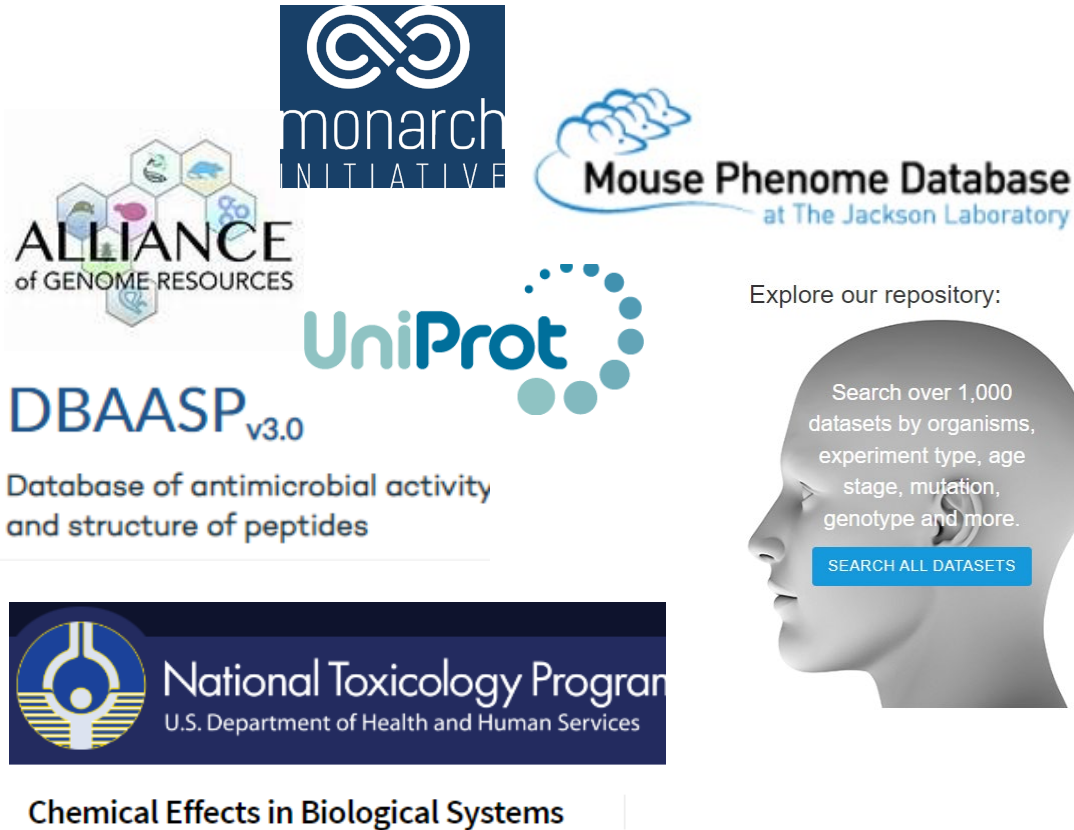 monarch
INITIATIVE
Mouse Phenome Database
at The Jackson Laboratory
ALLIANCE
of GENOME RESOURCES
UniProt
Explore our repository:
Search over 1,000
datasets by organisms,
experiment type, age
stage, mutation,
genotype and more.
SEARCH ALL DATASETS
DBAASP v3.0
Database of antimicrobial activity
and structure of peptides
National Toxicology Progran
U.S. Department of Health and Human Services
Chemical Effects in Biological Systems